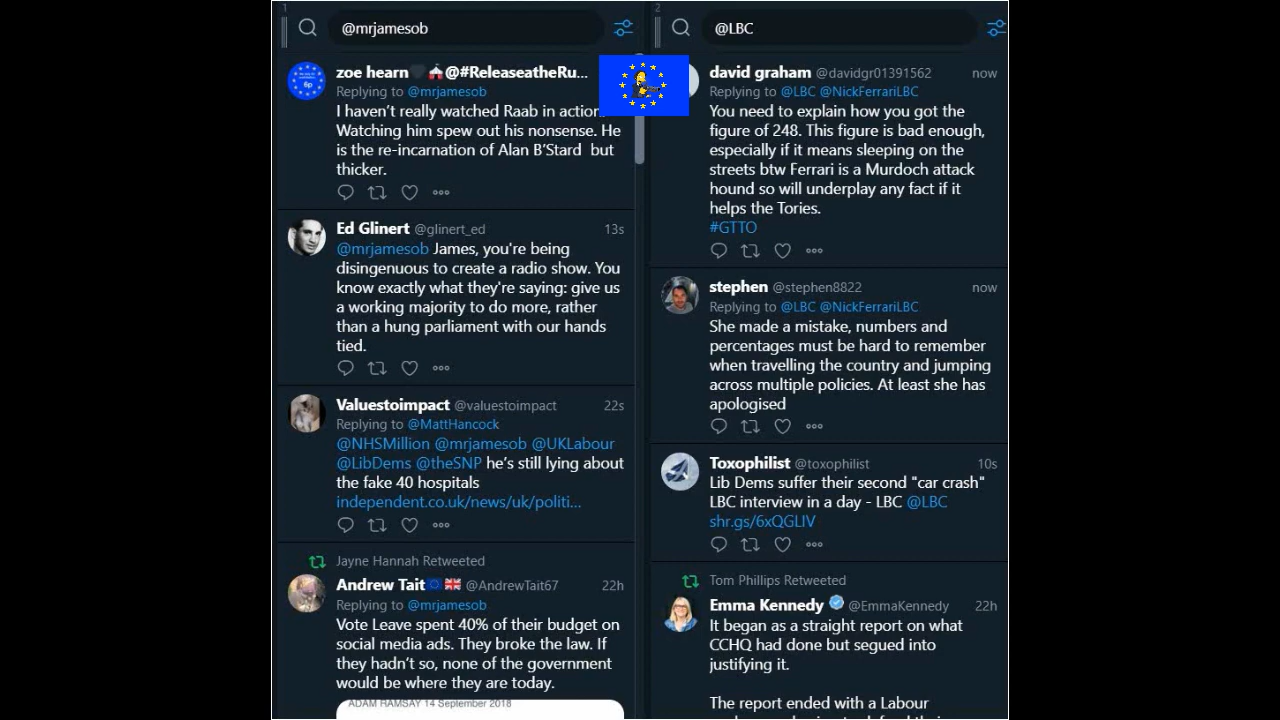 1
@mrjamesob
zoe hearn @#ReleaseatheRu...
Replying to @mrjamesob
I haven't really watched Raab in action.
Watching him spew out his nonsense. He
is the re-incarnation of Alan B'Stard but
thicker.
Ed Glinert @glinert_ed 13s
@mrjamesob James, you're being
disingenuous to create a radio show. You
know exactly what they're saying: give us
a working majority to do more, rather
than a hung parliament with our hands
tied.
Valuestoimpact @valuestoimpact 22s
Replying to @MattHancock
@NHSMillion @mrjamesob @UKLabour
@LibDems @theSNP he's still lying about
the fake 40 hospitals
independent.co.uk/news/uk/politi...
Jayne Hannah Retweeted
Andrew Tait @AndrewTait67 22h
Replying to @mrjamesob
Vote Leave spent 40% of their budget on
social media ads. They broke the law. If
they hadn't so, none of the government
would be where they are today.
ADAM RAMSAY 14 September 2018
2
@LBC
david graham @davidgr01391562 now
Replying to @LBC @NickFerrariLBC
You need to explain how you got the
figure of 248. This figure is bad enough,
especially if it means sleeping on the
streets btw Ferrari is a Murdoch attack
hound so will underplay any fact if it
helps the Tories.
#GTTO
stephen @stephen8822 now
Replying to @LBC @NickFerrariLBC
She made a mistake, numbers and
percentages must be hard to remember
when travelling the country and jumping
across multiple policies. At least she has
apologised
Toxophilist @toxophilist 10s
Lib Dems suffer their second "car crash"
LBC interview in a day - LBC @LBC
shr.gs/6xQGLIV
Tom Phillips Retweeted
Emma Kennedy @EmmaKennedy 22h
It began as a straight report on what
CCHQ had done but segued into
justifying it.
The report ended with a Labour